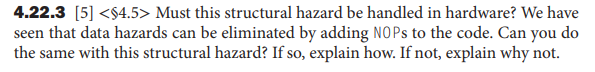 4.22.3 [5] <§4.5> Must this structural hazard be handled in hardware? We have
seen that data hazards can be eliminated by adding NOPs to the code. Can you do
the same with this structural hazard? If so, explain how. If not, explain why not.